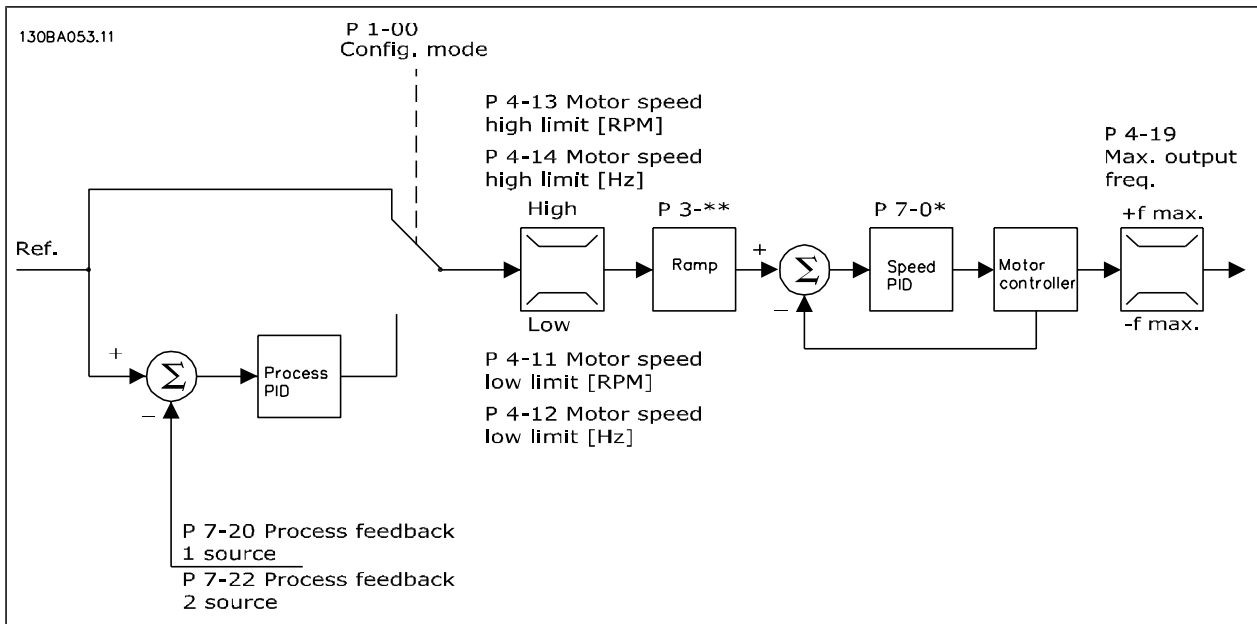 130BA053.11
P 1-00
Config. mode
P 4-13 Motor speed
high limit [RPM]
P 4-14 Motor speed
high limit [Hz]
P 4-19
Max. output
freq.
High
P 3-**
P 7-0*
+f max.
Ref.
+
Ramp
Σ
Speed
PID
Motor
controller
−
Low
-f max.
+
Σ
Process
PID
−
P 4-11 Motor speed
low limit [RPM]
P 4-12 Motor speed
low limit [Hz]
P 7-20 Process feedback
1 source
P 7-22 Process feedback
2 source